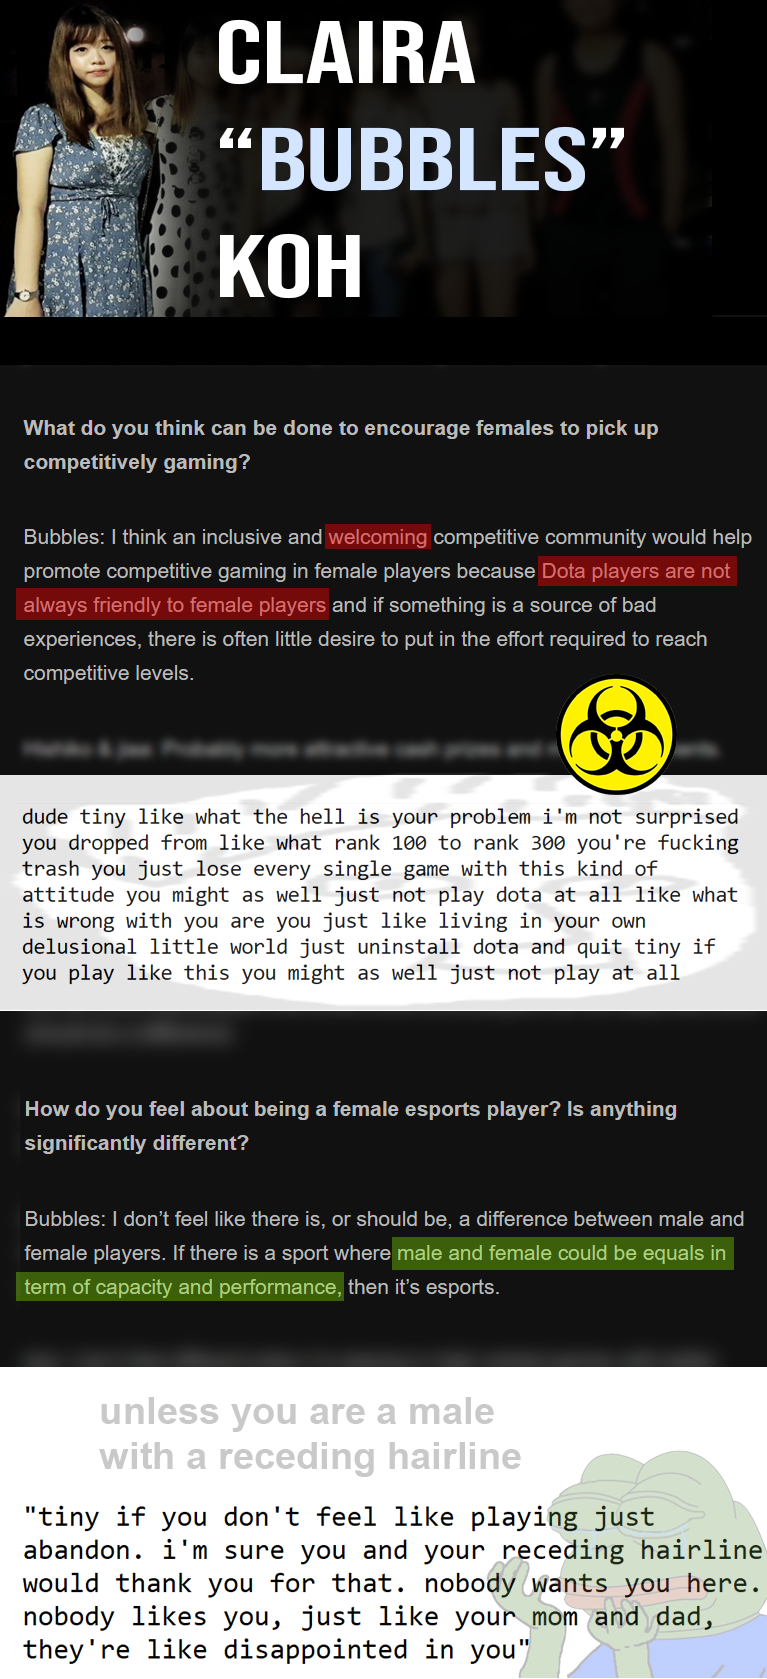 CLAIRA
“BUBBLES”
KOH
What do you think can be done to encourage females to pick up
competitively gaming?
Bubbles: I think an inclusive and welcoming competitive community would help
promote competitive gaming in female players because Dota players are not
always friendly to female players and if something is a source of bad
experiences, there is often little desire to put in the effort required to reach
competitive levels.
Probably more attractive cash prizes and
dude tiny like what the hell is your problem i'm not surprised
you dropped from like what rank 100 to rank 300 you're fucking
trash you just lose every single game with this kind of
attitude you might as well just not play dota at all like what
is wrong with you are you just like living in your own
delusional little world just uninstall dota and quit tiny if
you play like this you might as well just not play at all
How do you feel about being a female esports player? Is anything
significantly different?
Bubbles: I don’t feel like there is, or should be, a difference between male and
female players. If there is a sport where male and female could be equals in
term of capacity and performance, then it’s esports.
unless you are a male
with a receding hairline
"tiny if you don't feel like playing just
abandon. i'm sure you and your receding hairline
would thank you for that. nobody wants you here.
nobody likes you, just like your mom and dad,
they're like disappointed in you"